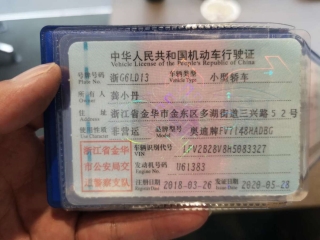 中华人民共和国机动车行驶证
Vehicle License of the People's Republic of China
号牌号码 浙G6LD13 车辆类型 小型轿车
Plate No. Vehicle Type
所有人 龚小丹
Owner
住址 浙江省金华市金东区多湖街道三兴路52号
Address
使用性质 非营运 品牌型号 奥迪牌FV7148HADBG
浙江省金华
市公安局交
警察支队
车辆识别代号
VIN
发动机号码 U61383
Engine No.
注册日期 2018-03-26 发证日期 2020-05-28
Register Date Issue Date